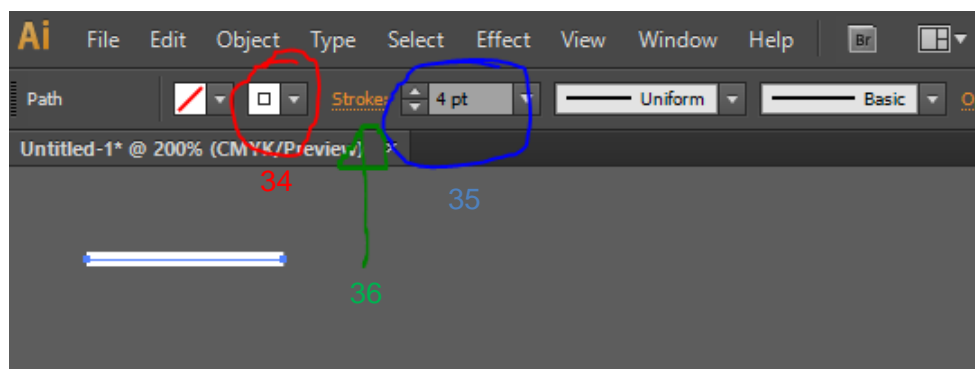 Ai File Edit Object Type Select Effect View Window Help Br
Path Stroke: 4 pt Uniform Basic O
Untitled-1* @ 200% (CMYK/Preview) ×
34
35
36